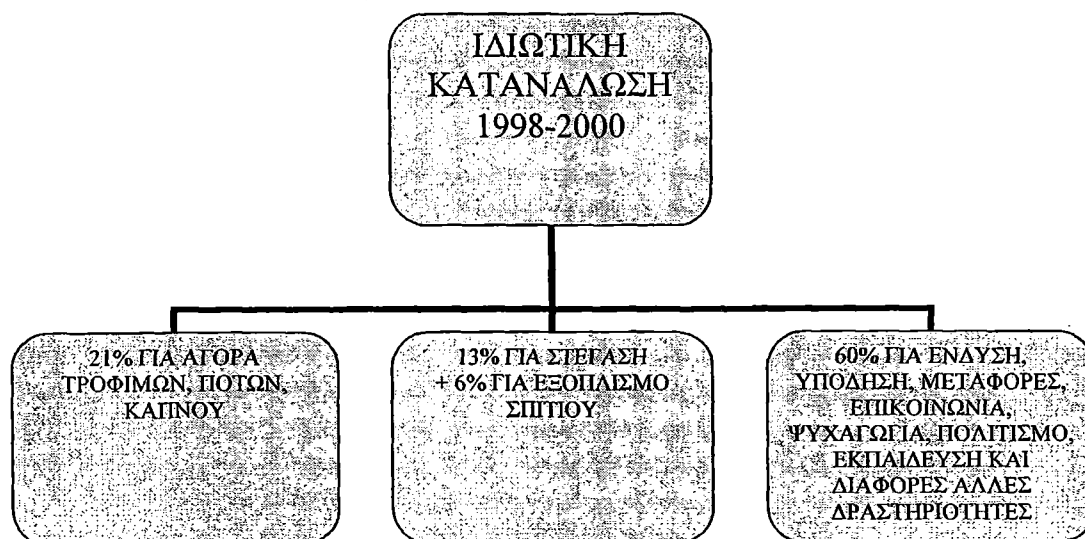 ΙΔΙΩΤΙΚΗ
ΚΑΤΑΝΑΛΩΣΗ
1998-2000
21% ΓΙΑ ΑΓΟΡΑ
ΤΡΟΦΙΜΩΝ, ΠΟΤΩΝ,
ΚΑΠΝΟΥ
13% ΓΙΑ ΣΤΕΓΑΣΗ
+ 6% ΓΙΑ ΕΞΟΠΛΙΣΜΟ
ΣΠΙΤΙΟΥ
60% ΓΙΑ ΕΝΔΥΣΗ,
ΥΠΟΔΗΣΗ, ΜΕΤΑΦΟΡΕΣ,
ΕΠΙΚΟΙΝΩΝΙΑ,
ΨΥΧΑΓΩΓΙΑ, ΠΟΛΙΤΙΣΜΟ,
ΕΚΠΑΙΔΕΥΣΗ ΚΑΙ
ΔΙΑΦΟΡΕΣ ΑΛΛΕΣ
ΔΡΑΣΤΗΡΙΟΤΗΤΕΣ